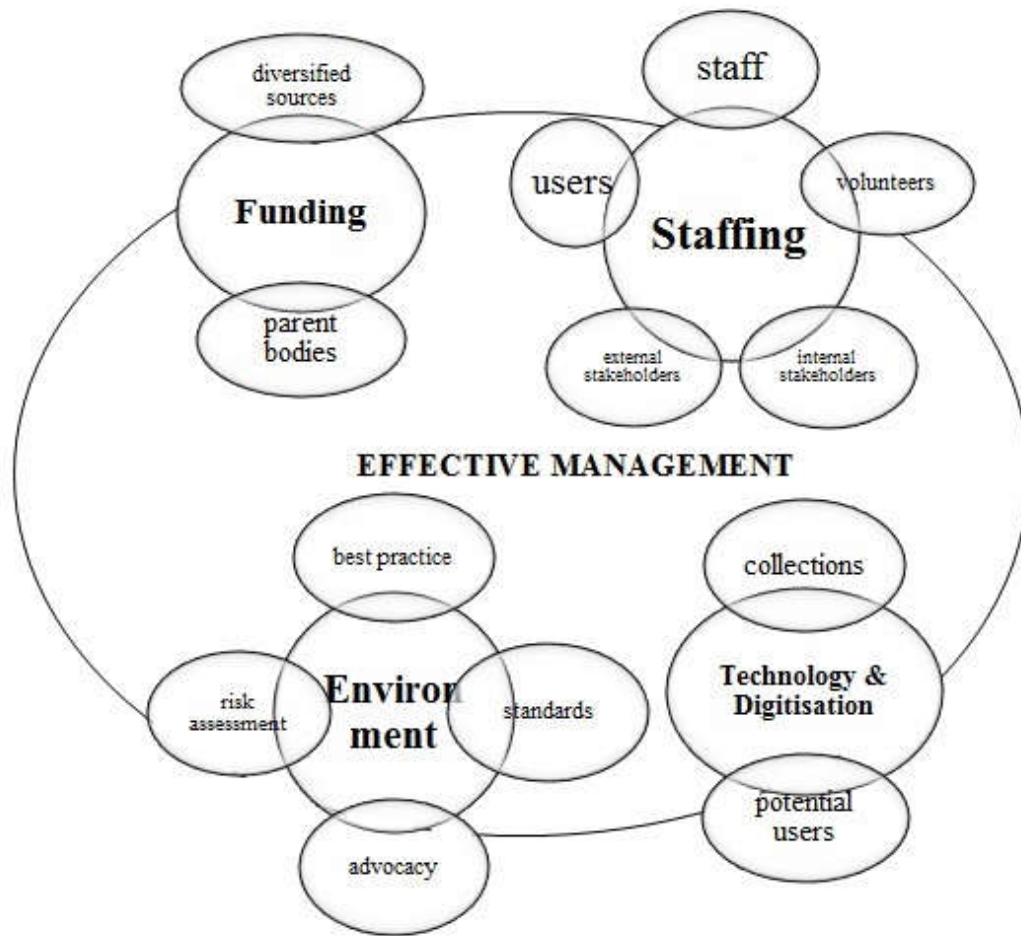 diversified
sources
Funding
parent
bodies
staff
users
volunteers
Staffing
external
stakeholders
internal
stakeholders
EFFECTIVE MANAGEMENT
best practice
risk
assessment
Environ
ment
standards
advocacy
collections
Technology &
Digitisation
potential
users